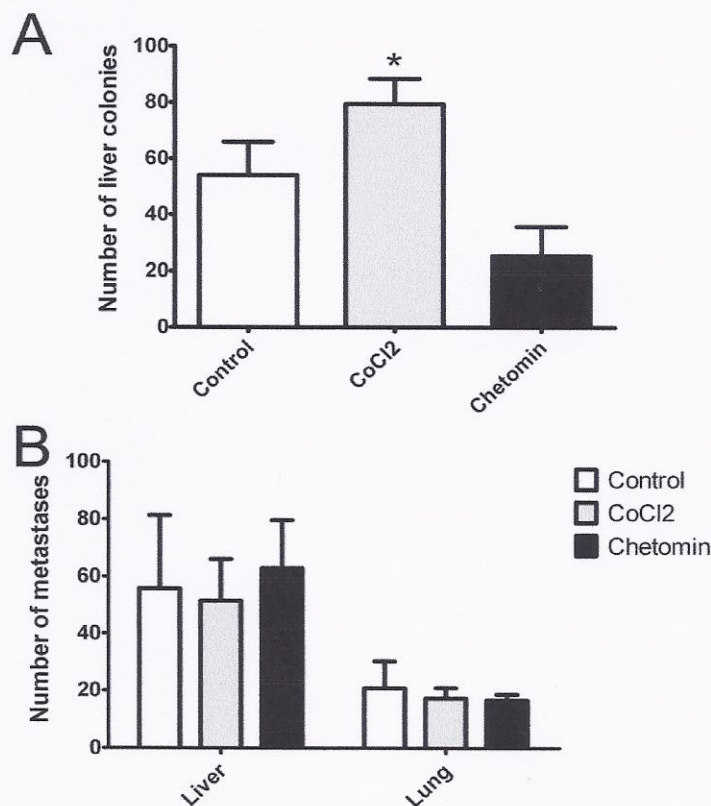 A
Number of liver colonies
100
80
60
40
20
0
*
Control
CoCl2
Chetomin
B
Number of metastases
100
80
60
40
20
0
Liver
Lung
Control
CoCl2
Chetomin